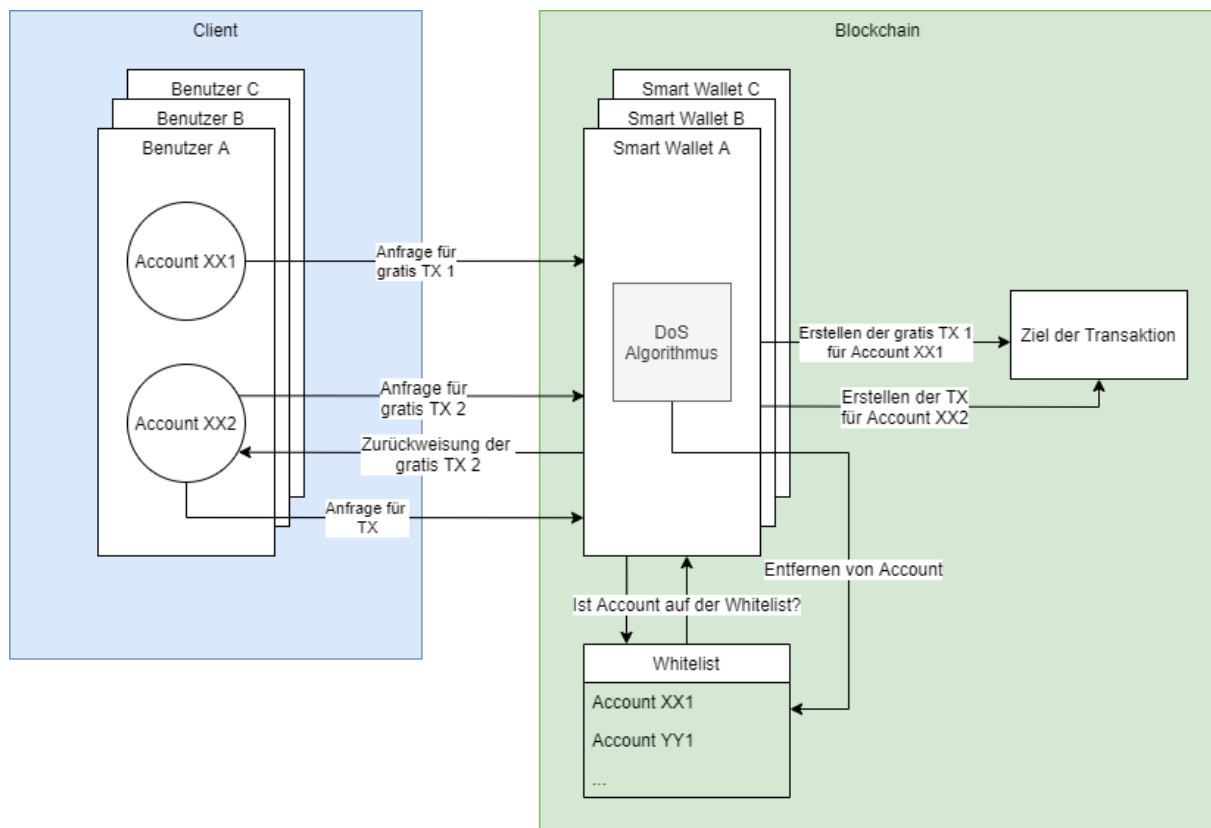 Client
Blockchain
Benutzer C
Benutzer B
Benutzer A
Account XX1
Account XX2
Anfrage für
gratis TX 1
Anfrage für
gratis TX 2
Zurückweisung der
gratis TX 2
Anfrage für
TX
Smart Wallet C
Smart Wallet B
Smart Wallet A
DoS
Algorithmus
Erstellen der gratis TX 1
für Account XX1
Erstellen der TX
für Account XX2
Ziel der Transaktion
Entfernen von Account
Ist Account auf der Whitelist?
Whitelist
Account XX1
Account YY1
...